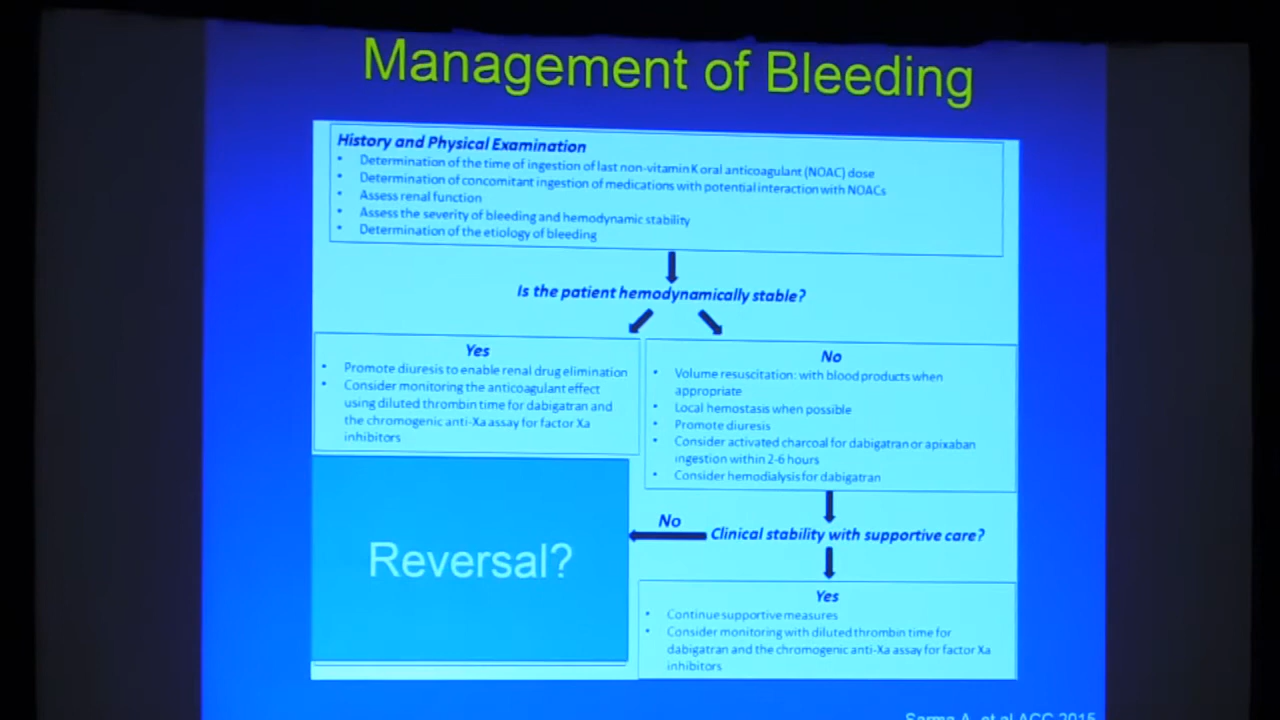 Management of Bleeding
History and Physical Examination
• Determination of the time of ingestion of last non-vitamin K oral anticoagulant (NOAC) dose
• Determination of concomitant ingestion of medications with potential interaction with NOACs
• Assess renal function
• Assess the severity of bleeding and hemodynamic stability
• Determination of the etiology of bleeding
Is the patient hemodynamically stable?
Yes
• Promote diuresis to enable renal drug elimination
• Consider monitoring the anticoagulant effect
using diluted thrombin time for dabigatran and
the chromogenic anti-Xa assay for factor Xa
inhibitors
No
• Volume resuscitation: with blood products when
appropriate
• Local hemostasis when possible
• Promote diuresis
• Consider activated charcoal for dabigatran or apixaban
ingestion within 2-6 hours
• Consider hemodialysis for dabigatran
No
Clinical stability with supportive care?
Reversal?
Yes
• Continue supportive measures
• Consider monitoring with diluted thrombin time for
dabigatran and the chromogenic anti-Xa assay for factor Xa
inhibitors
Sarma A, et al ACC 2015